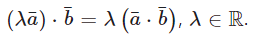 (λā) · b̄ = λ (ā · b̄), λ ∈ ℝ.